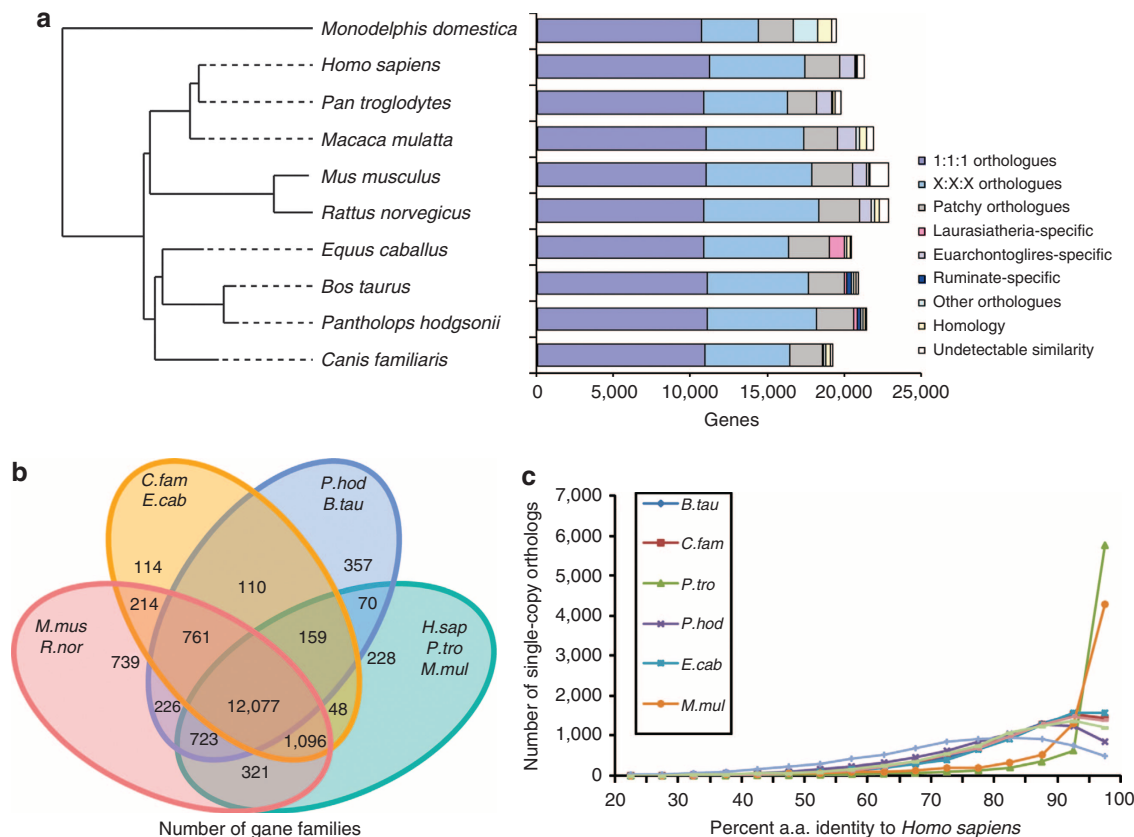 a
Monodelphis domestica
Homo sapiens
Pan troglodytes
Macaca mulatta
Mus musculus
Rattus norvegicus
Equus caballus
Bos taurus
Pantholops hodgsonii
Canis familiaris
1:1:1 orthologues
X:X:X orthologues
Patchy orthologues
Laurasiatheria-specific
Euarchontoglires-specific
Ruminate-specific
Other orthologues
Homology
Undetectable similarity
0 5,000 10,000 15,000 20,000 25,000
Genes
b
C.fam
E.cab
P.hod
B.tau
M.mus
R.nor
H.sap
P.tro
M.mul
114
110
357
214
70
761
159
739
228
226
12,077
48
723
1,096
321
Number of gane families
c
7,000
6,000
5,000
4,000
3,000
2,000
1,000
0
Number of single-copy orthologs
B.tau
C.fam
P.tro
P.hod
E.cab
M.mul
20 30 40 50 60 70 80 90 100
Percent a.a. identity to Homo sapiens